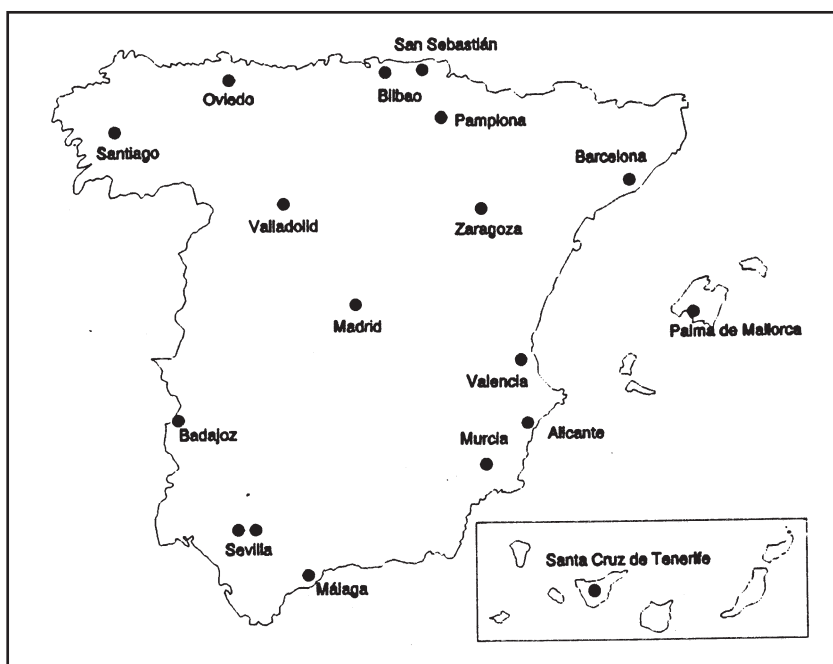 San Sebastián
Oviedo
Bilbao
Pamplona
Santiago
Barcelona
Valladolid
Zaragoza
Madrid
Palma de Mallorca
Valencia
Badajoz
Murcia
Alicante
Sevilla
Málaga
Santa Cruz de Tenerife